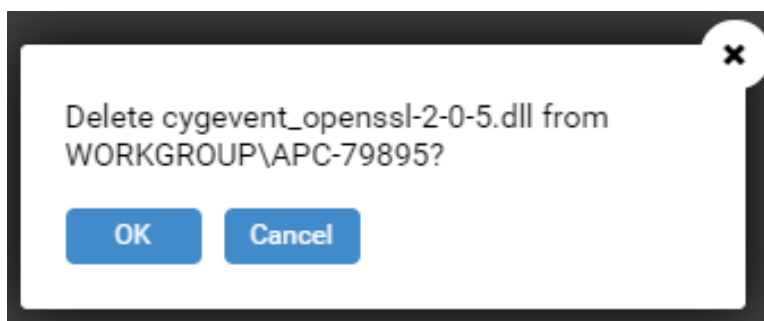 Delete cygevent_openssl-2-0-5.dll from
WORKGROUP\APC-79895?
OK Cancel